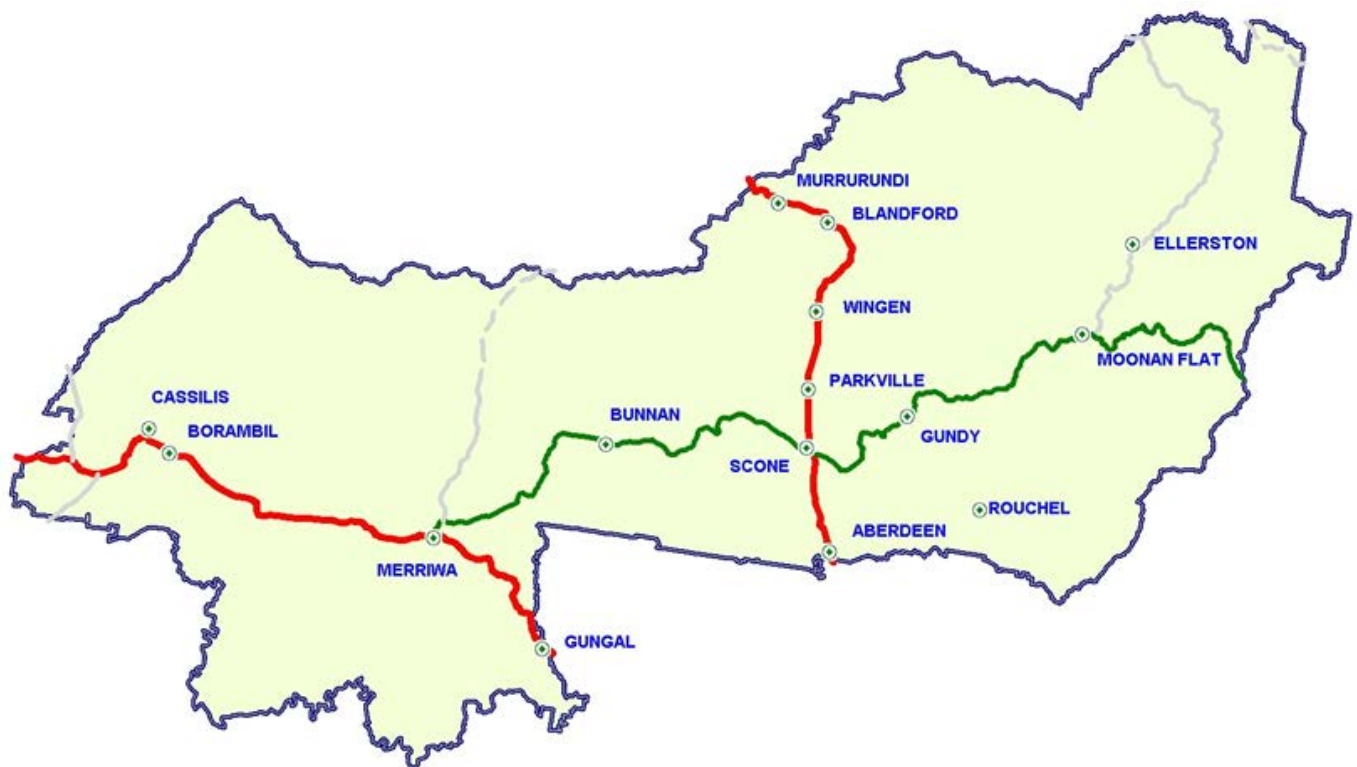 MURRURUNDI
BLANDFORD
ELLERSTON
WINGEN
MOONAN FLAT
PARKVILLE
CASSILIS
BUNNAN
BORAMBIL
GUNDY
SCONE
ROUCHEL
ABERDEEN
MERRIWA
GUNGAL